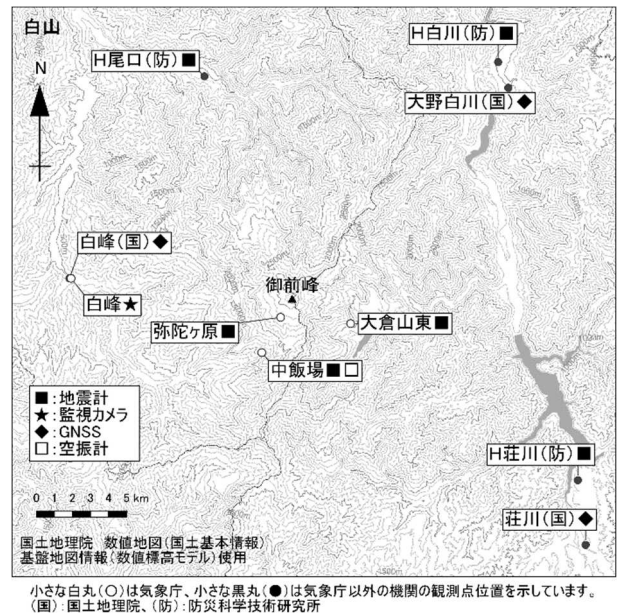 白山
N
H尾口(防)■
H白川(防)■
大野白川(国)◆
白峰(国)◆
白峰★
御前峰
弥陀ヶ原■
大倉山東■
中飯場■□
■:地震計
★:監視カメラ
◆:GNSS
□:空振計
H荘川(防)■
荘川(国)◆
0 1 2 3 4 5 km
国土地理院 数値地図(国土基本情報)
基盤地図情報(数値標高モデル)使用
小さな白丸(○)は気象庁、小さな黒丸(●)は気象庁以外の機関の観測点位置を示しています。
(国):国土地理院、(防):防災科学技術研究所